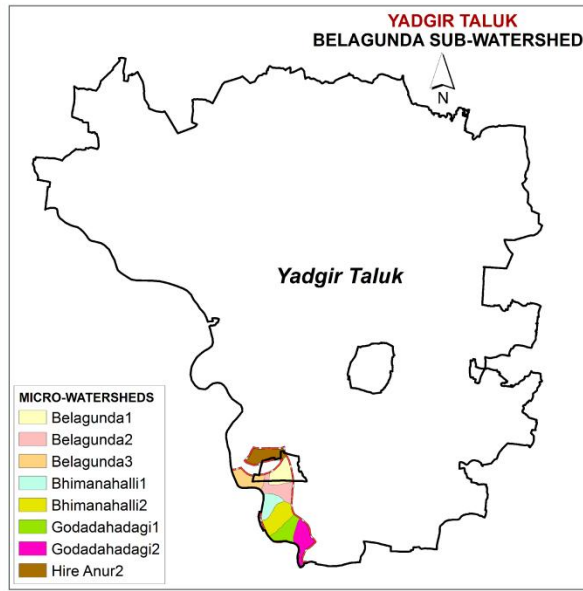 YADGIR TALUK
BELAGUNDA SUB-WATERSHED
N
Yadgir Taluk
MICRO-WATERSHEDS
Belagunda1
Belagunda2
Belagunda3
Bhimanahalli1
Bhimanahalli2
Godadahadagi1
Godadahadagi2
Hire Anur2